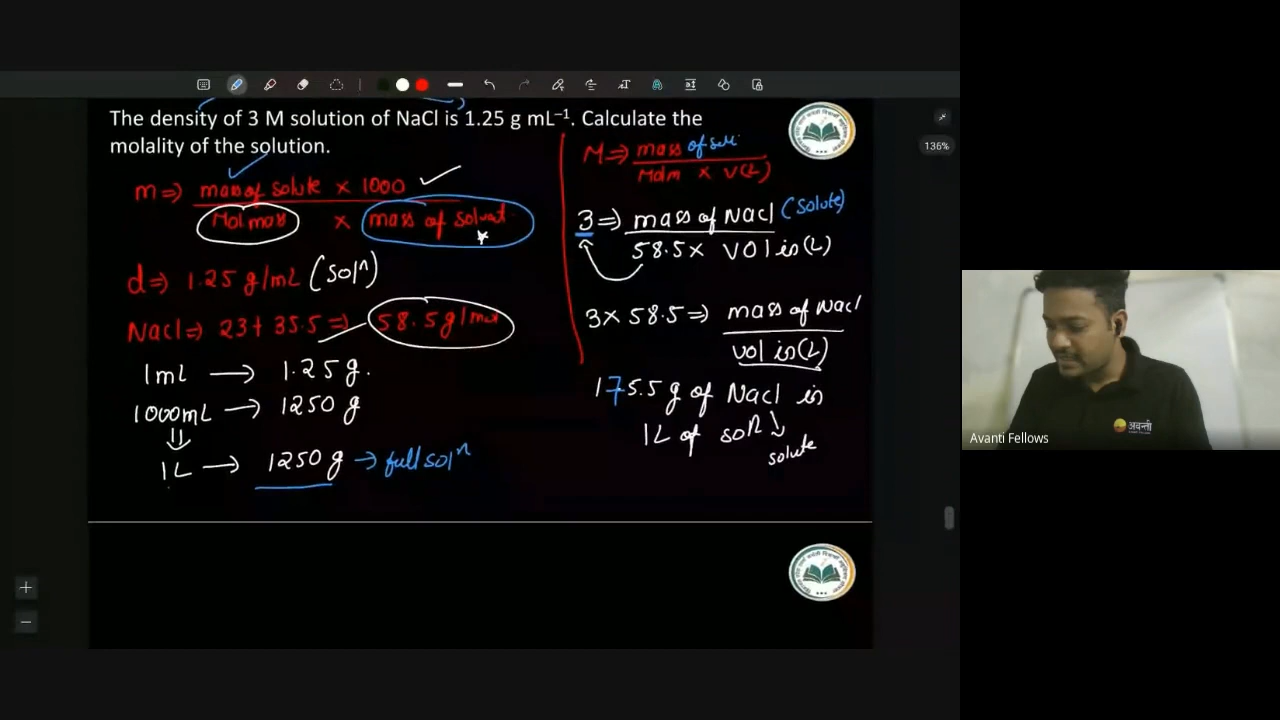 136%
The density of 3 M solution of NaCl is 1.25 g mL⁻¹. Calculate the
molality of the solution.
m => mass of solute × 1000
Mol mass × mass of solvat
d => 1.25 g/mL (solⁿ)
Nacl => 23 + 35.5 => 58.5 g/mol
1mL → 1.25 g.
1000mL → 1250 g
1L → 1250 g → full solⁿ
M => mass of
× V(L)
3 => mass of Nacl (solute)
58.5 × vol in (L)
3 × 58.5 => mass of Nacl
vol in (L)
175.5 g of Nacl in
1L of solⁿ
solute
अवन्ती
Avanti Fellows